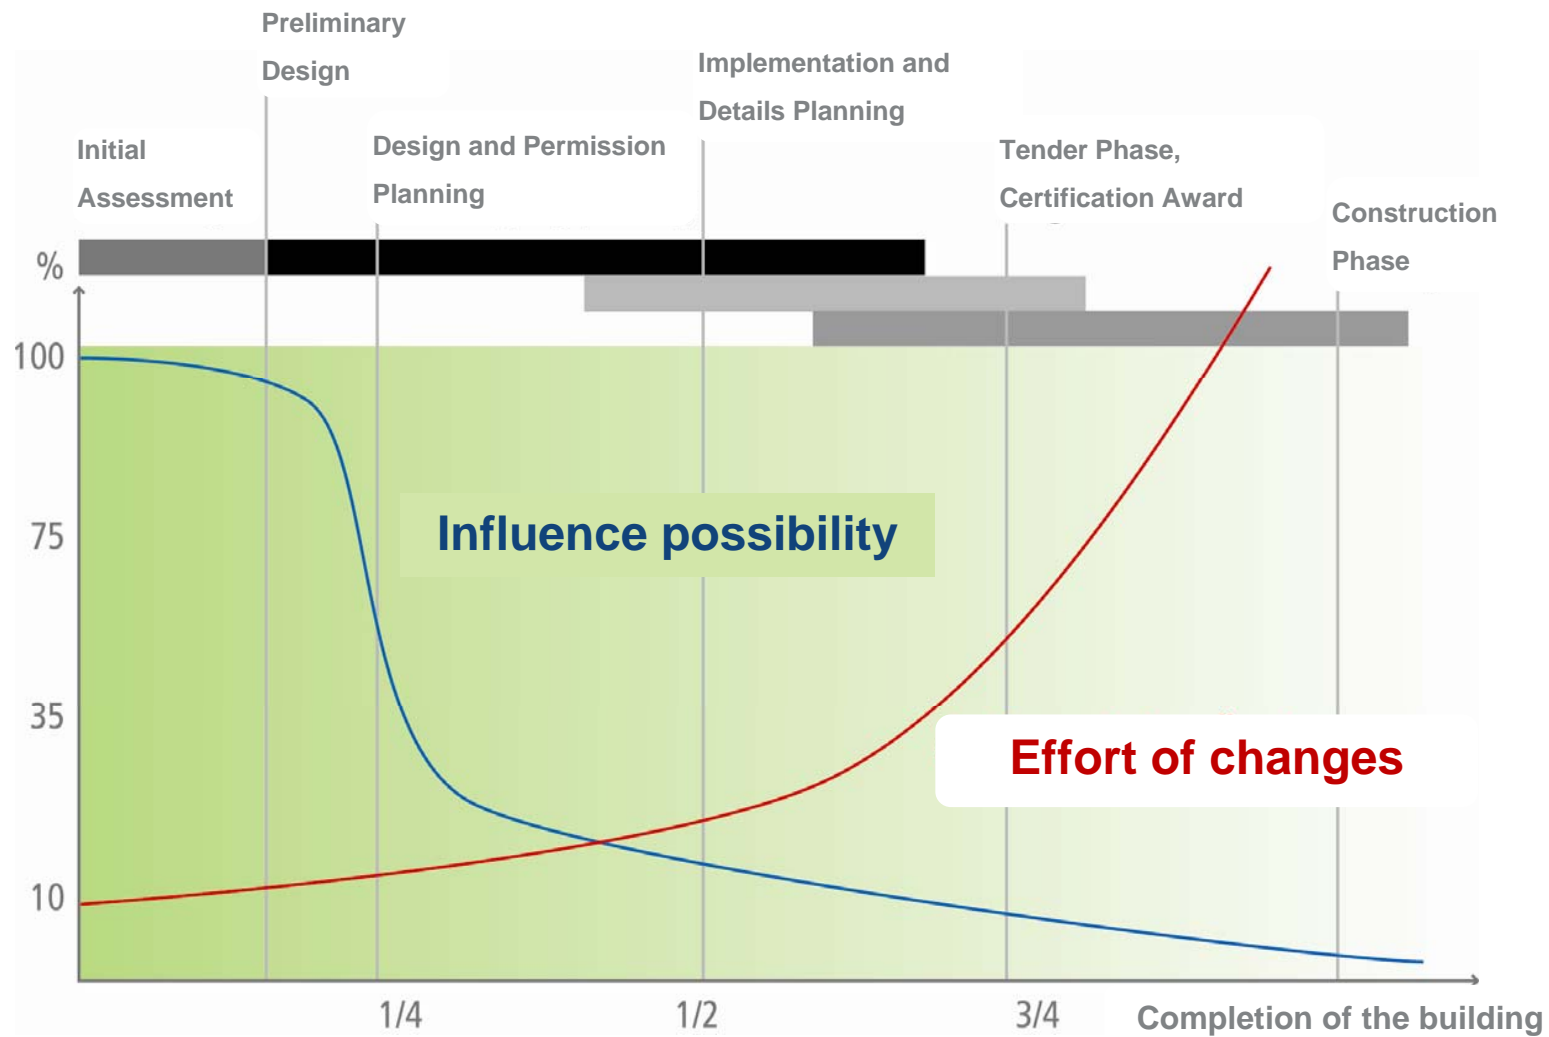 Preliminary
Design
Implementation and
Details Planning
Initial
Assessment
Design and Permission
Planning
Tender Phase,
Certification Award
Construction
Phase
%
100
75
35
10
Influence possibility
Effort of changes
1/4
1/2
3/4
Completion of the building